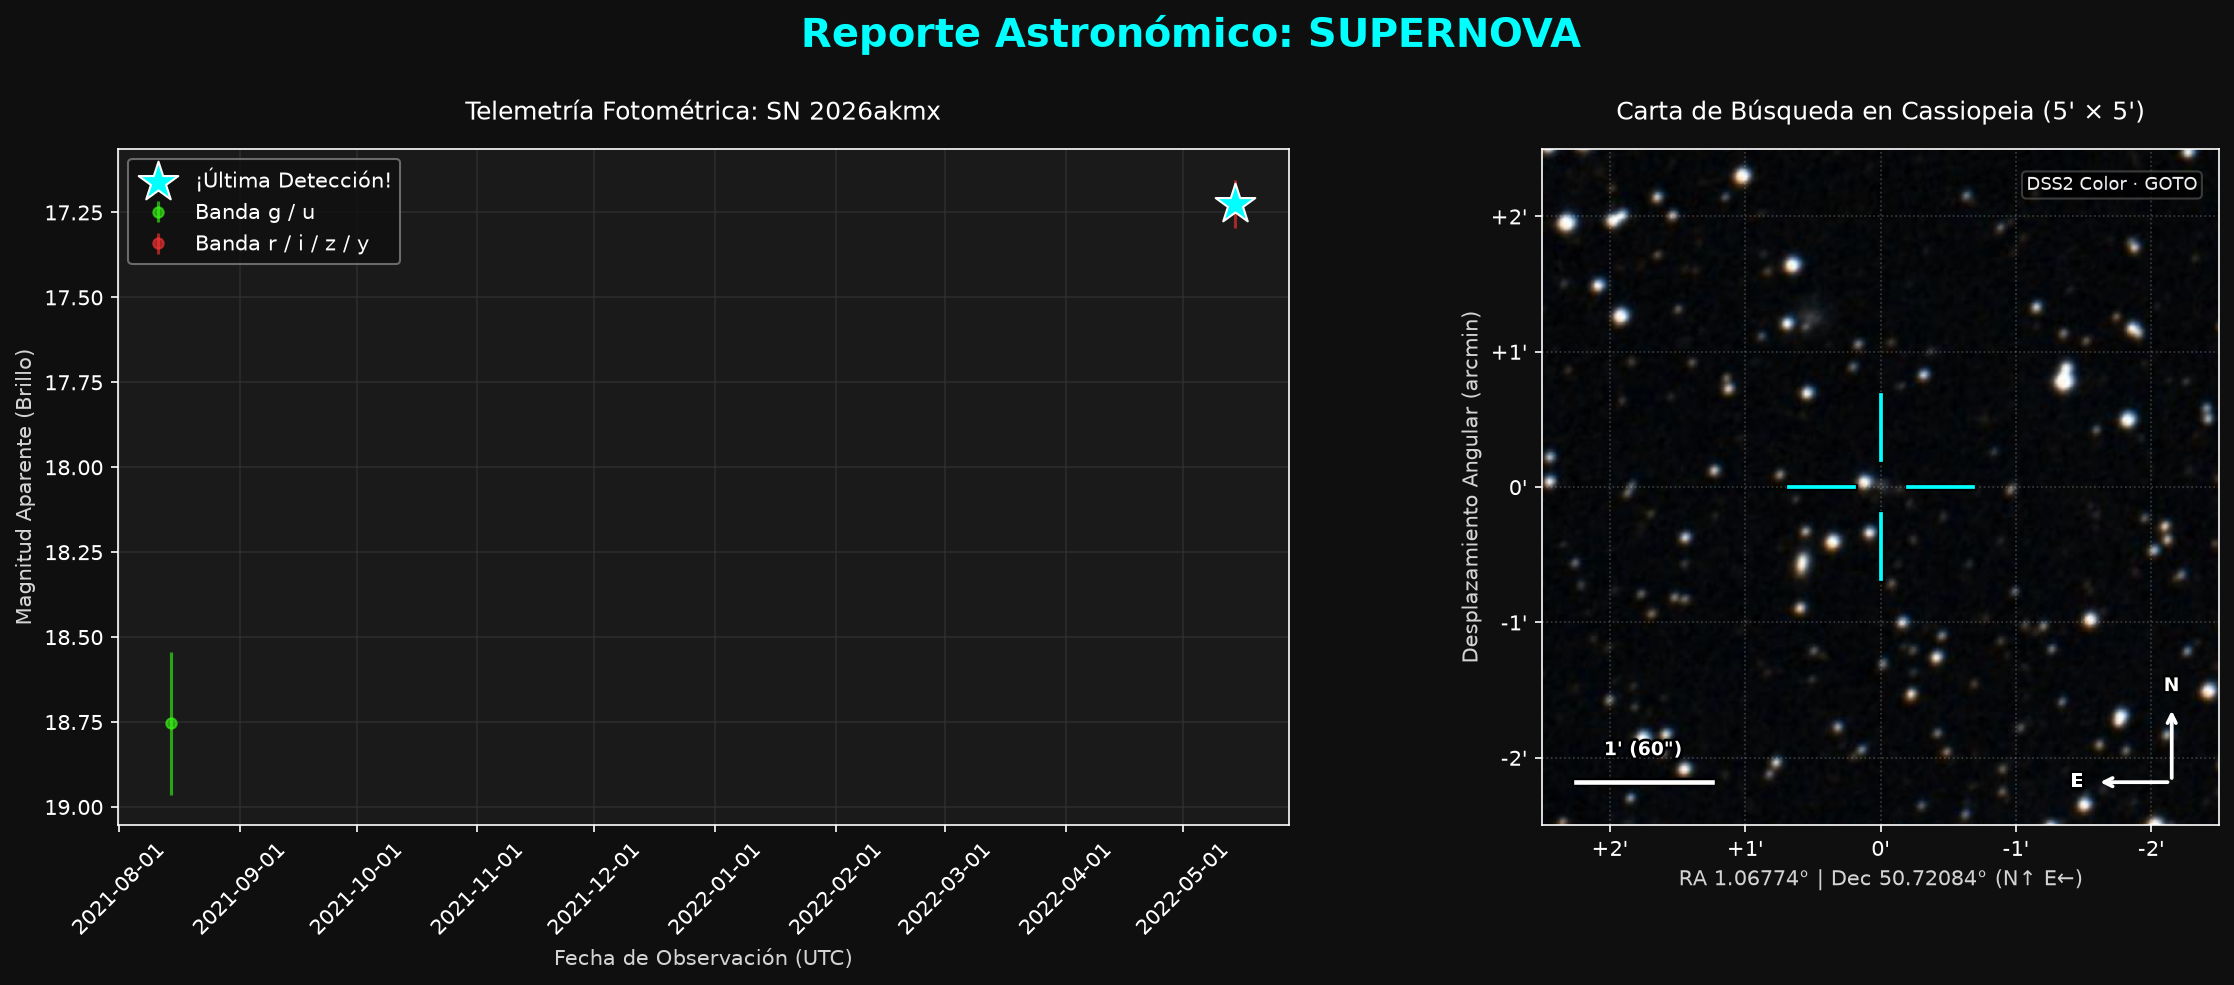 Reporte Astronómico: SUPERNOVA
Telemetría Fotométrica: SN 2026akmx
¡Última Detección!
Banda g / u
Banda r / i / z / y
Magnitud Aparente (Brillo)
17.25
17.50
17.75
18.00
18.25
18.50
18.75
19.00
2021-08-01
2021-09-01
2021-10-01
2021-11-01
2021-12-01
2022-01-01
2022-02-01
2022-03-01
2022-04-01
2022-05-01
Fecha de Observación (UTC)
Carta de Búsqueda en Cassiopeia (5' × 5')
DSS2 Color · GOTO
Desplazamiento Angular (arcmin)
+2'
+1'
0'
-1'
-2'
N
E
1' (60")
+2'
+1'
0'
-1'
-2'
RA 1.06774° | Dec 50.72084° (N↑ E←)